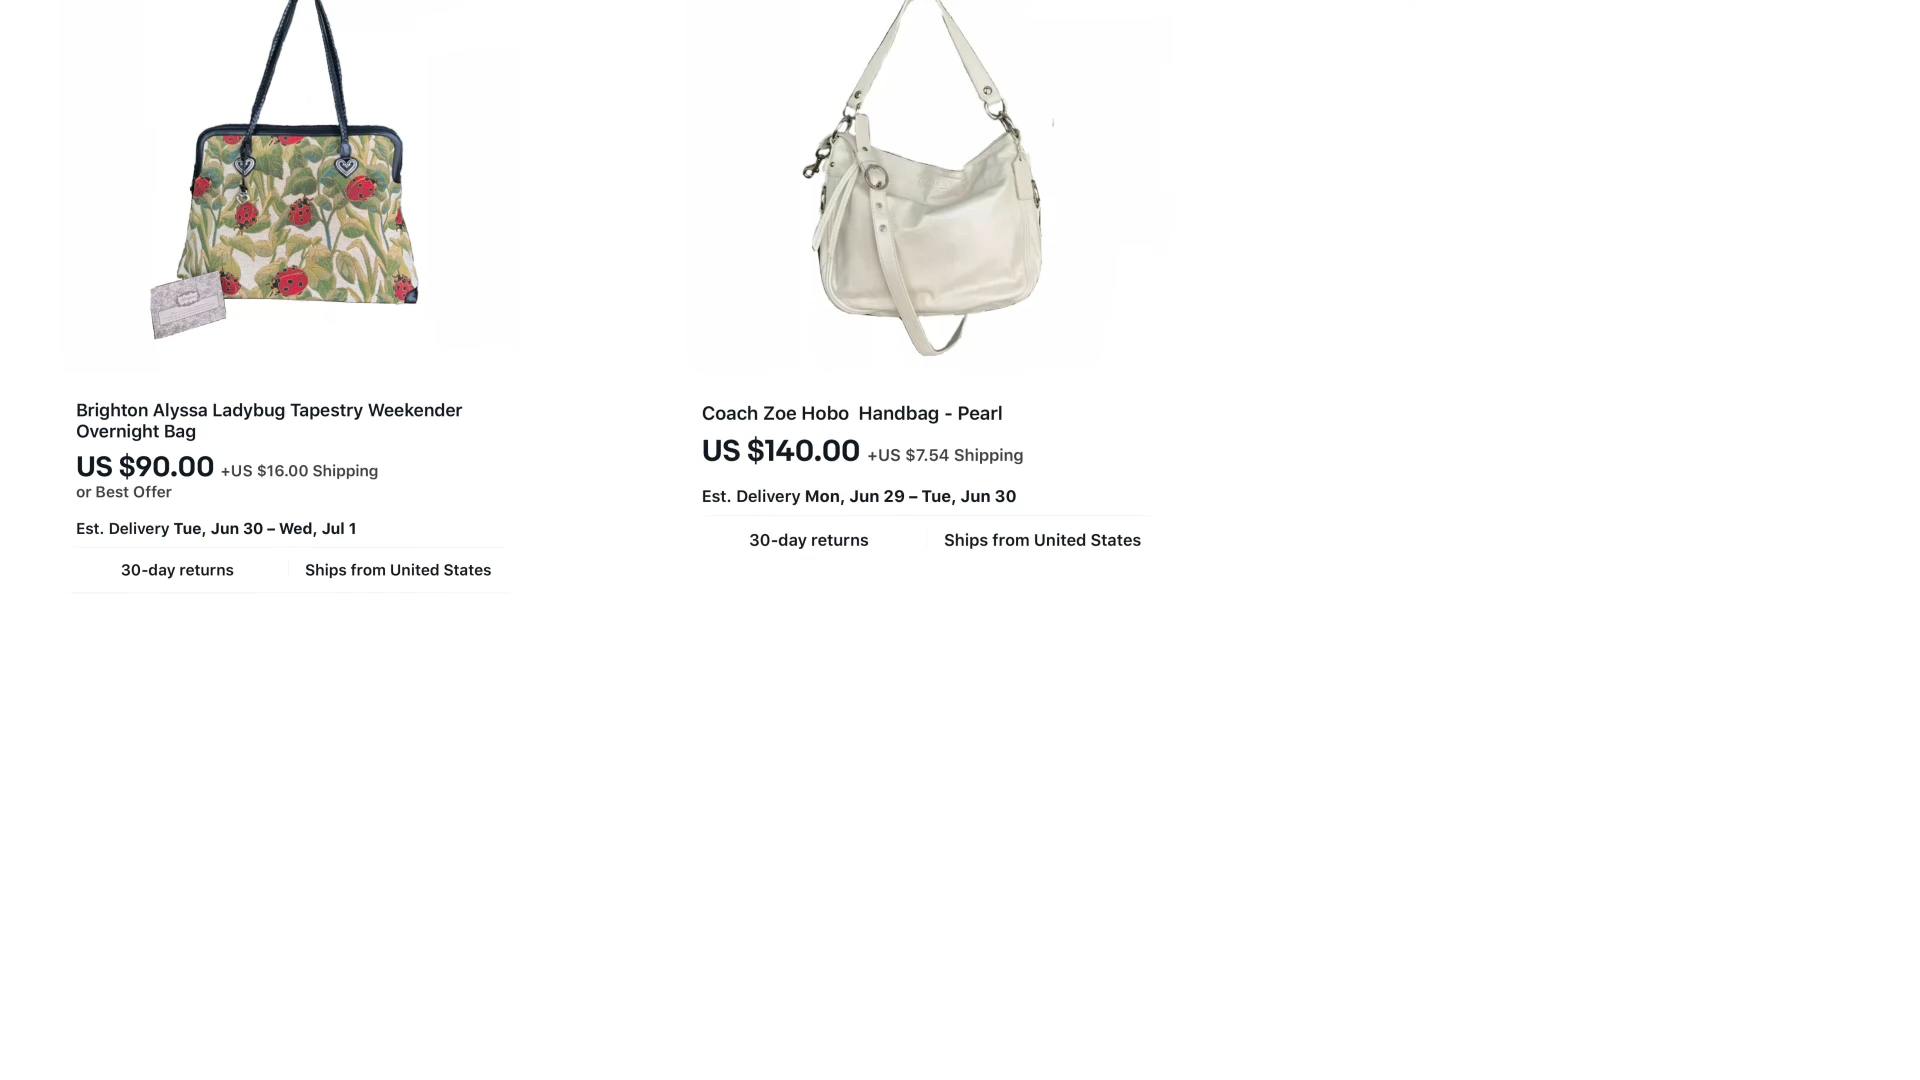 Brighton Alyssa Ladybug Tapestry Weekender
Overnight Bag
US $90.00 +US $16.00 Shipping
or Best Offer
Est. Delivery Tue, Jun 30 – Wed, Jul 1
30-day returns
Ships from United States
Coach Zoe Hobo  Handbag - Pearl
US $140.00 +US $7.54 Shipping
Est. Delivery Mon, Jun 29 – Tue, Jun 30
30-day returns
Ships from United States